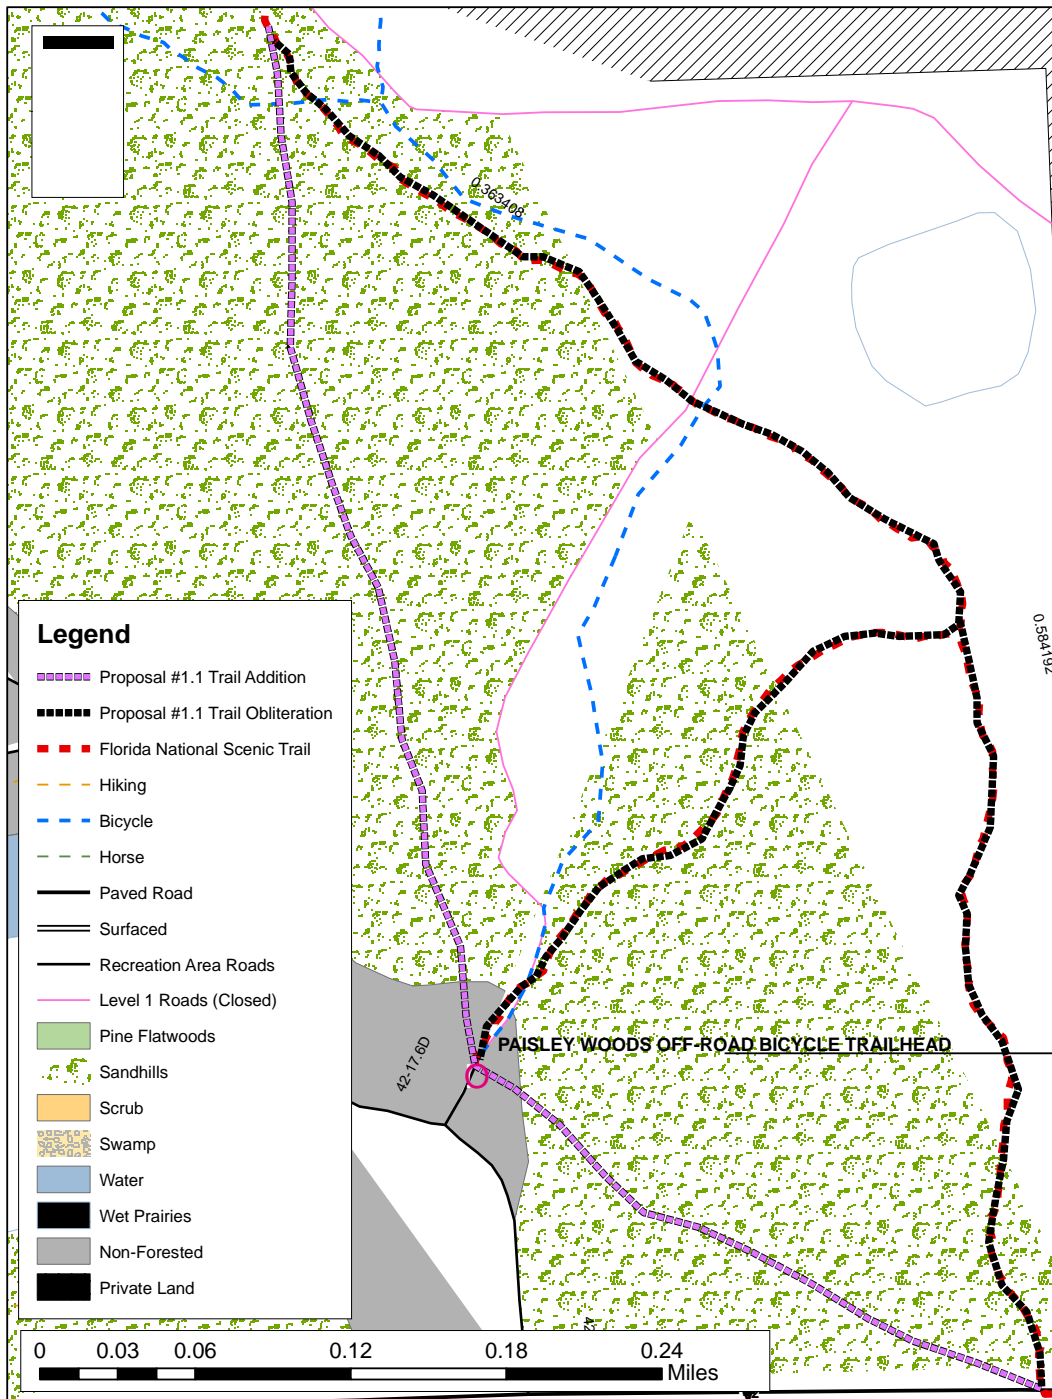 0.363408
0.584192
Legend
Proposal #1.1 Trail Addition
Proposal #1.1 Trail Obliteration
Florida National Scenic Trail
Hiking
Bicycle
Horse
Paved Road
Surfaced
Recreation Area Roads
Level 1 Roads (Closed)
Pine Flatwoods
Sandhills
Scrub
Swamp
Water
Wet Prairies
Non-Forested
Private Land
42-17.6D
PAISLEY WOODS OFF-ROAD BICYCLE TRAILHEAD
42
0 0.03 0.06 0.12 0.18 0.24
Miles